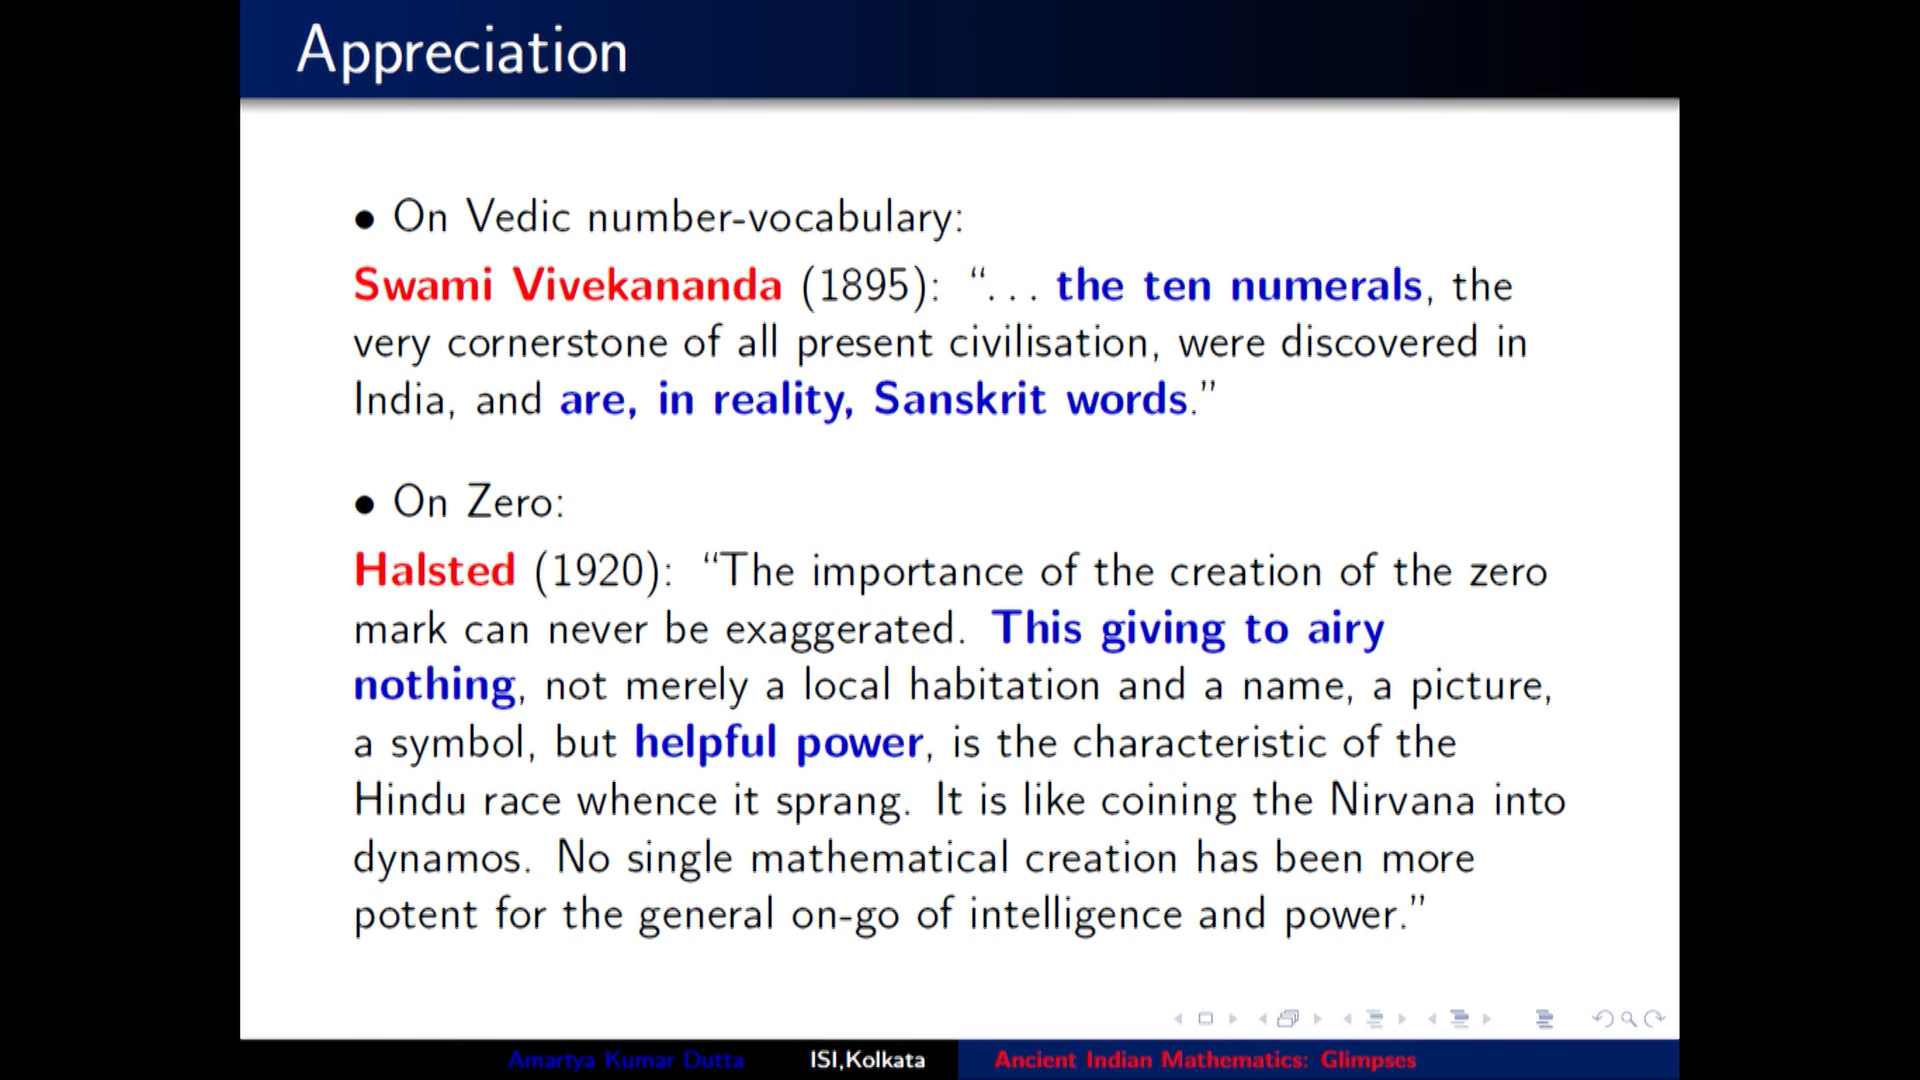 Appreciation
• On Vedic number-vocabulary:
Swami Vivekananda (1895): “. . . the ten numerals, the
very cornerstone of all present civilisation, were discovered in
India, and are, in reality, Sanskrit words.”
• On Zero:
Halsted (1920): “The importance of the creation of the zero
mark can never be exaggerated. This giving to airy
nothing, not merely a local habitation and a name, a picture,
a symbol, but helpful power, is the characteristic of the
Hindu race whence it sprang. It is like coining the Nirvana into
dynamos. No single mathematical creation has been more
potent for the general on-go of intelligence and power.”
Amartya Kumar Dutta ISI,Kolkata Ancient Indian Mathematics: Glimpses